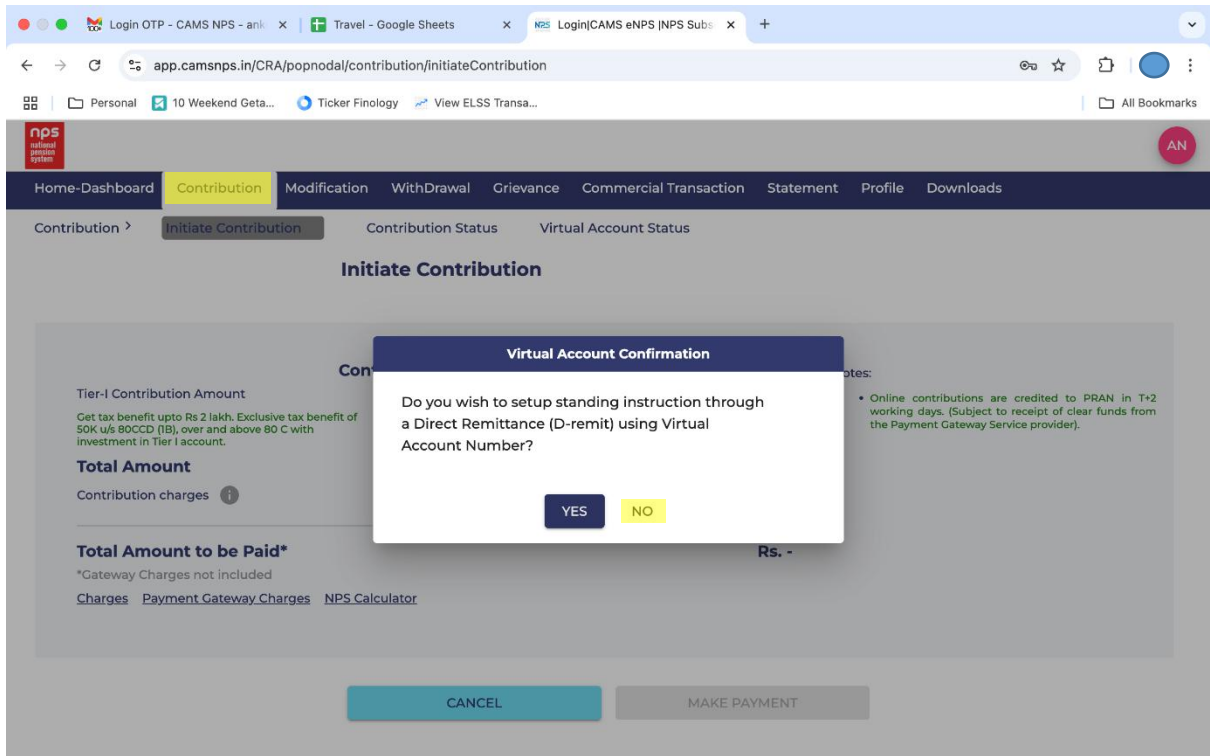 Login OTP - CAMS NPS - ank
Travel - Google Sheets
Login|CAMS eNPS |NPS Subs
app.camsnps.in/CRA/popnodal/contribution/initiateContribution
Personal
10 Weekend Geta...
Ticker Finology
View ELSS Transa...
All Bookmarks
nps
national
pension
system
AN
Home-Dashboard Contribution Modification WithDrawal Grievance Commercial Transaction Statement Profile Downloads
Contribution > Initiate Contribution Contribution Status Virtual Account Status
Initiate Contribution
Virtual Account Confirmation
Do you wish to setup standing instruction through
a Direct Remittance (D-remit) using Virtual
Account Number?
YES NO
Con
Tier-I Contribution Amount
Get tax benefit upto Rs 2 lakh. Exclusive tax benefit of
50K u/s 80CCD (1B), over and above 80 C with
investment in Tier I account.
Total Amount
Contribution charges
Total Amount to be Paid* Rs. -
*Gateway Charges not included
Charges Payment Gateway Charges NPS Calculator
otes:
• Online contributions are credited to PRAN in T+2
working days. (Subject to receipt of clear funds from
the Payment Gateway Service provider).
CANCEL MAKE PAYMENT